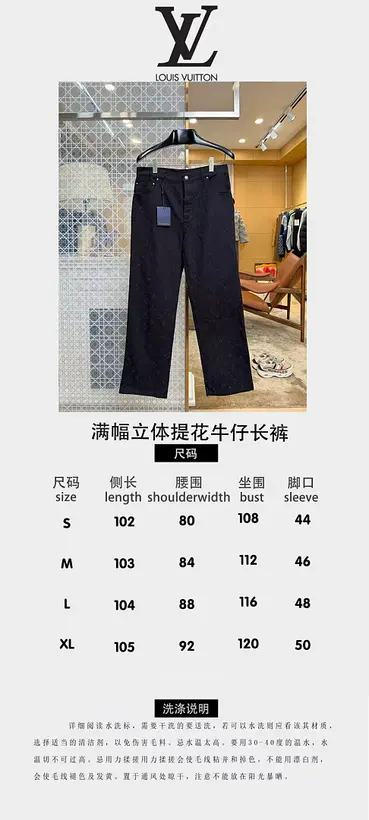 LV
LOUIS VUITTON
满幅立体提花牛仔长裤
尺码
尺码 侧长 腰围 坐围 脚口
size length shoulderwidth bust sleeve
S 102 80 108 44
M 103 84 112 46
L 104 88 116 48
XL 105 92 120 50
洗涤说明
详细阅读水洗标，需要干洗的要送洗，若可以水洗则应看该其材质，
选择适当的清洁剂，以免伤害毛料。忌水温太高。要用30-40度的温水，水
温切不可过高。忌用力揉搓用力揉搓会使毛线粘并和掉色。不能用漂白剂，
会使毛线褪色及发黄。置于通风处晾干，注意不能放在阳光暴晒。